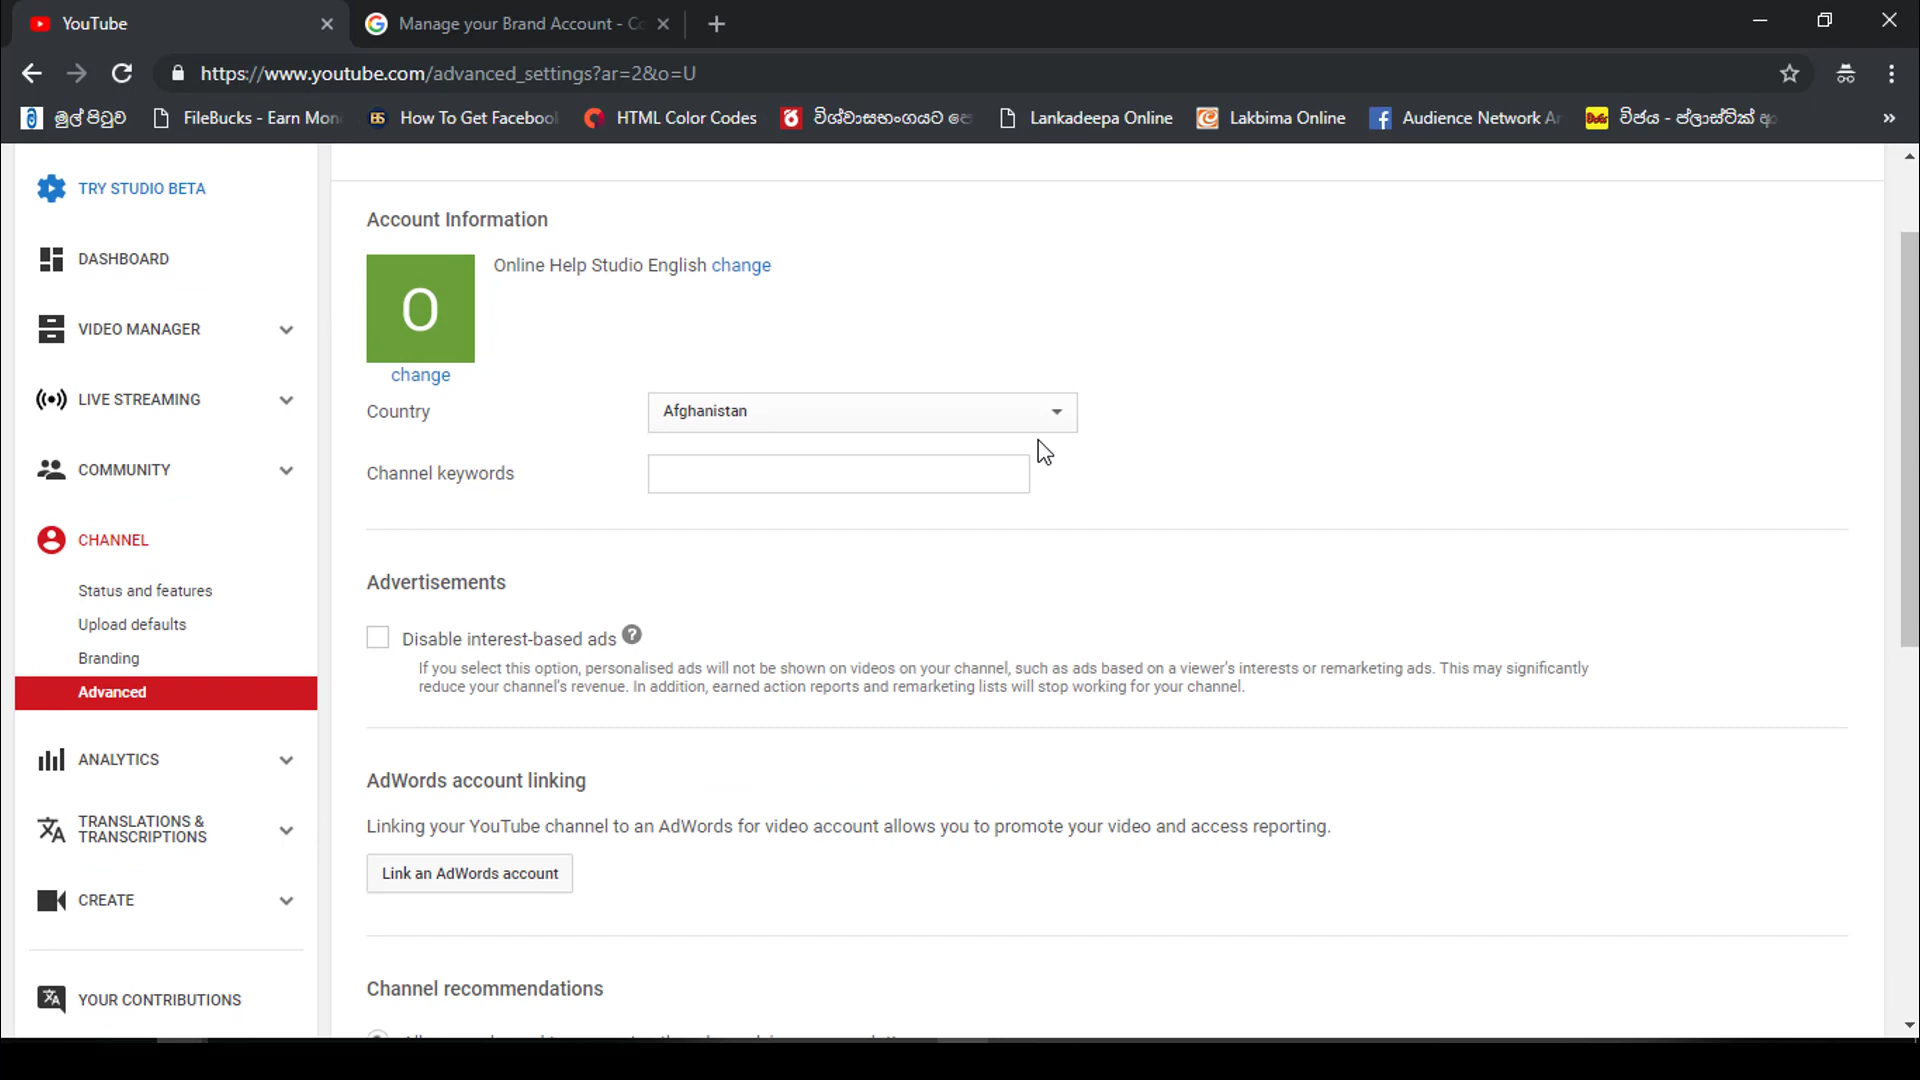 YouTube
Manage your Brand Account - Co
https://www.youtube.com/advanced_settings?ar=2&o=U
මුල් පිටුව
FileBucks - Earn Mon
How To Get Facebool
HTML Color Codes
විශ්වාසභංගයට පෙ
Lankadeepa Online
Lakbima Online
Audience Network Ar
විජය - ප්ලාස්ටික් අ
TRY STUDIO BETA
DASHBOARD
VIDEO MANAGER
LIVE STREAMING
COMMUNITY
CHANNEL
Status and features
Upload defaults
Branding
Advanced
ANALYTICS
TRANSLATIONS &
TRANSCRIPTIONS
CREATE
YOUR CONTRIBUTIONS
Account Information
O
Online Help Studio English change
change
Country
Afghanistan
Channel keywords
Advertisements
Disable interest-based ads ?
If you select this option, personalised ads will not be shown on videos on your channel, such as ads based on a viewer's interests or remarketing ads. This may significantly
reduce your channel's revenue. In addition, earned action reports and remarketing lists will stop working for your channel.
AdWords account linking
Linking your YouTube channel to an AdWords for video account allows you to promote your video and access reporting.
Link an AdWords account
Channel recommendations